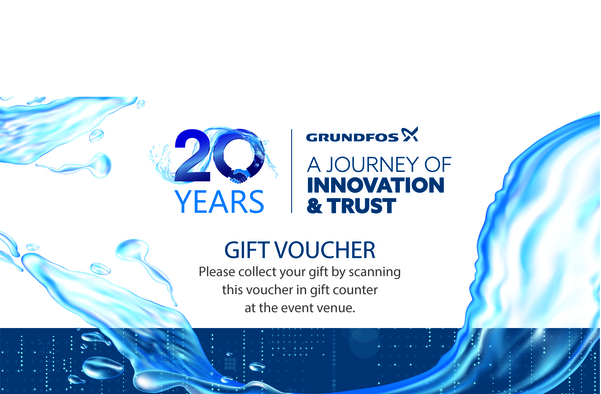 20
YEARS
GRUNDFOS
A JOURNEY OF
INNOVATION
& TRUST
GIFT VOUCHER
Please collect your gift by scanning
this voucher in gift counter
at the event venue.